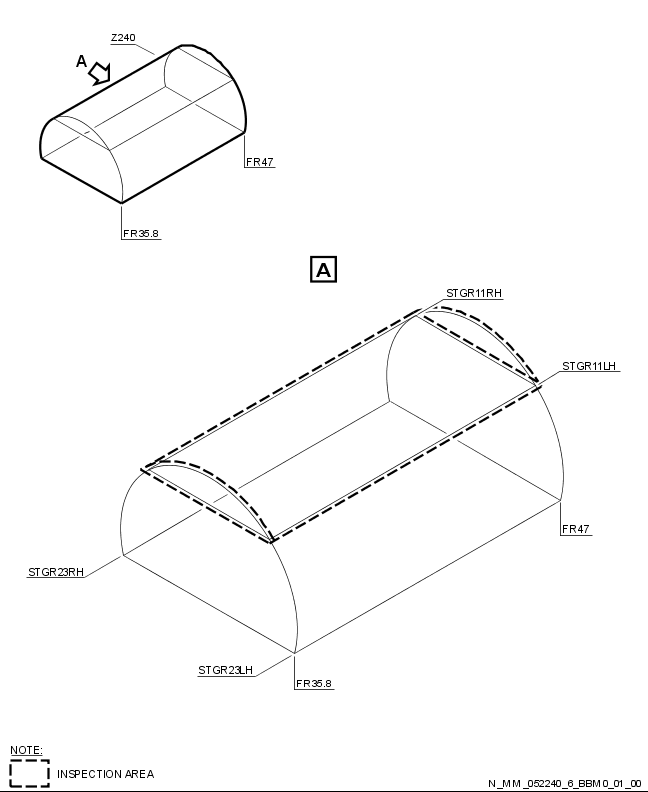 Z240
A
FR47
FR35.8
A
STGR11RH
STGR11LH
FR47
STGR23RH
STGR23LH
FR35.8
NOTE:
INSPECTION AREA
N_MM_052240_6_BBM0_01_00